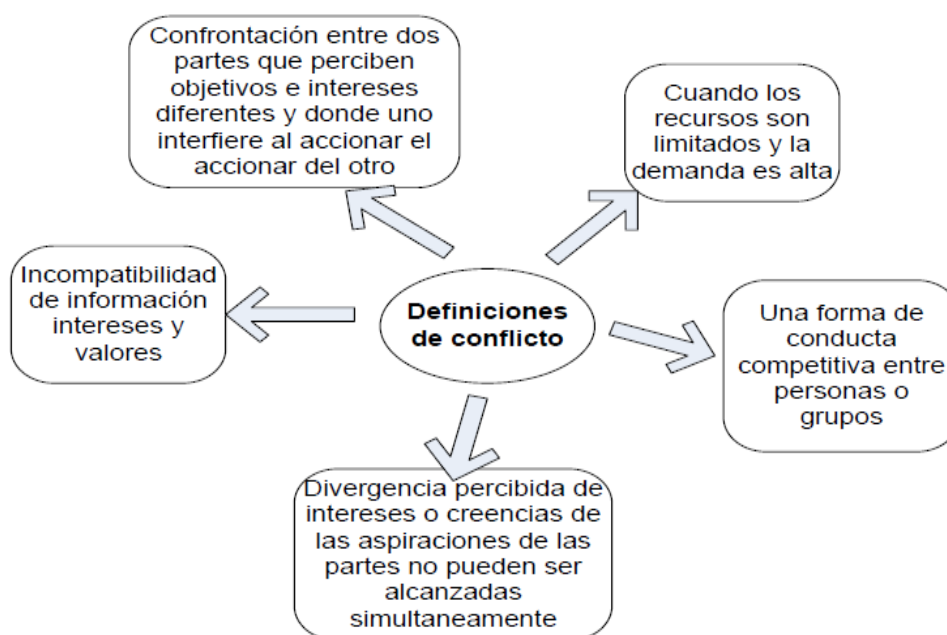 Confrontación entre dos
partes que perciben
objetivos e intereses
diferentes y donde uno
interfiere al accionar el
accionar del otro
Cuando los
recursos son
limitados y la
demanda es alta
Incompatibilidad
de información
intereses y
valores
Definiciones
de conflicto
Una forma de
conducta
competitiva entre
personas o
grupos
Divergencia percibida de
intereses o creencias de
las aspiraciones de las
partes no pueden ser
alcanzadas
simultaneamente